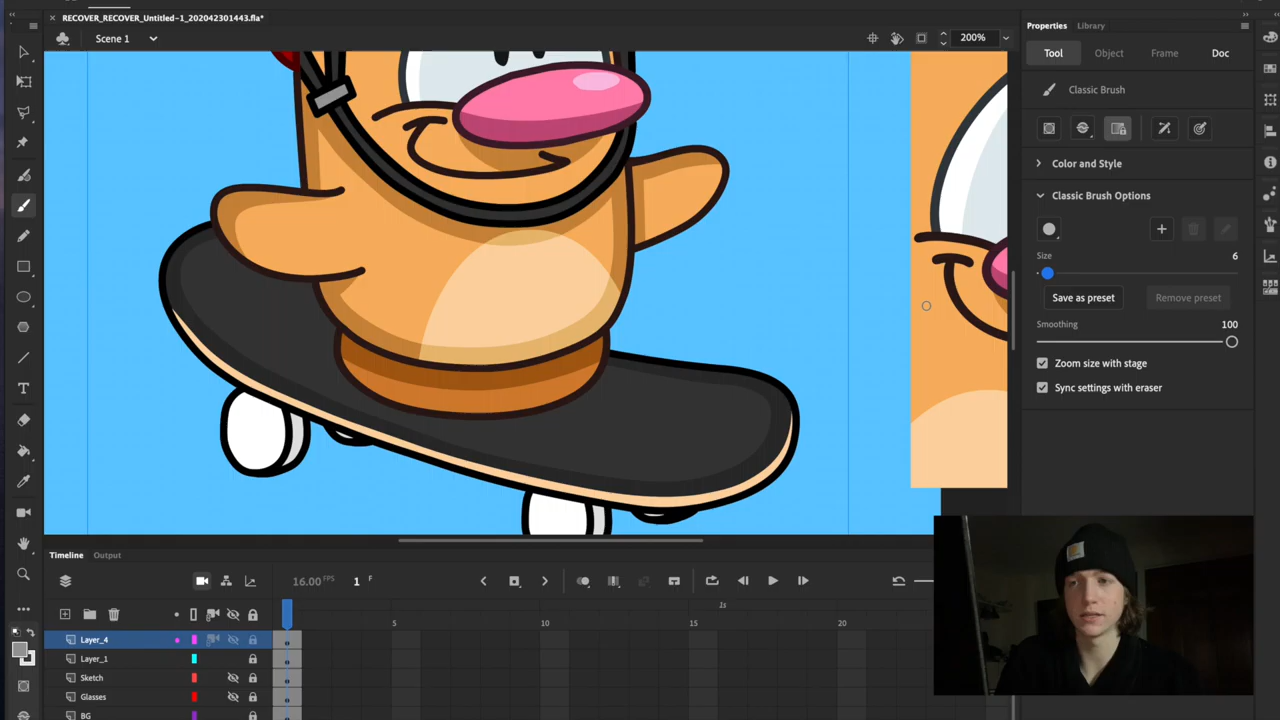 RECOVER_RECOVER_Untitled-1_202042301443.fla*
Scene 1
200%
Properties
Library
Tool
Object
Frame
Doc
Classic Brush
Color and Style
Classic Brush Options
Size
6
Save as preset
Remove preset
Smoothing
100
Zoom size with stage
Sync settings with eraser
Timeline
Output
16.00 FPS
1 F
1s
5
10
15
20
Layer_4
Layer_1
Sketch
Glasses
BG